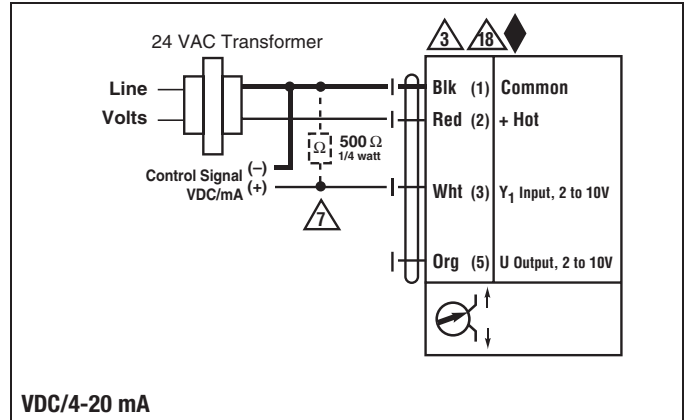 24 VAC Transformer
3 18
Line
Volts
Blk (1) Common
Red (2) + Hot
Ω 500 Ω
1/4 watt
Control Signal (–)
VDC/mA (+)
Wht (3) Y1 Input, 2 to 10V
7
Org (5) U Output, 2 to 10V
VDC/4-20 mA